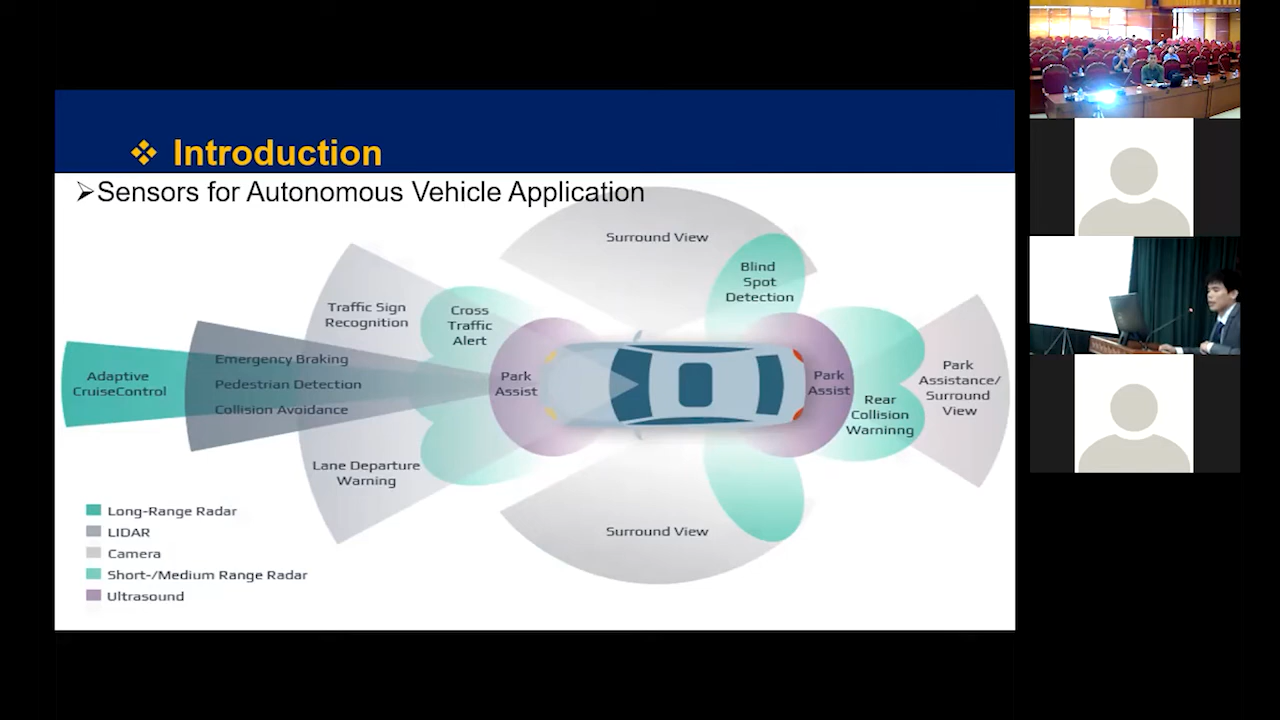 ❖ Introduction
➢Sensors for Autonomous Vehicle Application
Surround View
Blind
Spot
Detection
Traffic Sign
Recognition
Cross
Traffic
Alert
Emergency Braking
Pedestrian Detection
Collision Avoidance
Adaptive
CruiseControl
Park
Assist
Park
Assist
Park
Assistance/
Surround
View
Rear
Collision
Warninng
Lane Departure
Warning
Surround View
Long-Range Radar
LIDAR
Camera
Short-/Medium Range Radar
Ultrasound